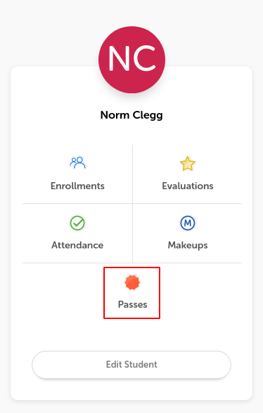 NC
Norm Clegg
Enrollments
Evaluations
Attendance
M
Makeups
Passes
Edit Student